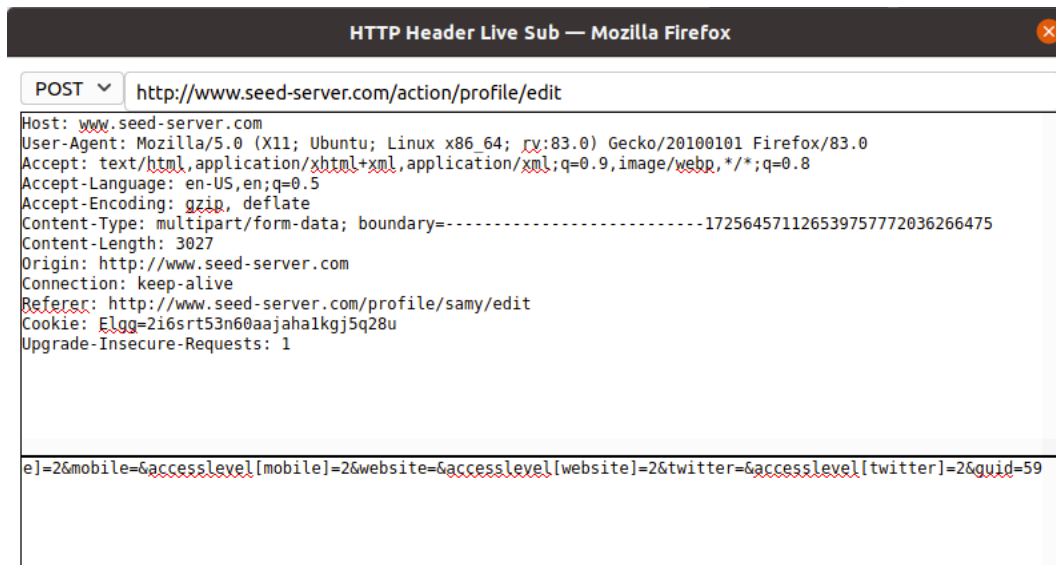 HTTP Header Live Sub — Mozilla Firefox
POST http://www.seed-server.com/action/profile/edit
Host: www.seed-server.com
User-Agent: Mozilla/5.0 (X11; Ubuntu; Linux x86_64; rv:83.0) Gecko/20100101 Firefox/83.0
Accept: text/html,application/xhtml+xml,application/xml;q=0.9,image/webp,*/*;q=0.8
Accept-Language: en-US,en;q=0.5
Accept-Encoding: gzip, deflate
Content-Type: multipart/form-data; boundary=---------------------------1725645711265397577720362​66475
Content-Length: 3027
Origin: http://www.seed-server.com
Connection: keep-alive
Referer: http://www.seed-server.com/profile/samy/edit
Cookie: Elgg=2i6srt53n60aajaha1kgj5q28u
Upgrade-Insecure-Requests: 1
e]=2&mobile=&accesslevel[mobile]=2&website=&accesslevel[website]=2&twitter=&accesslevel[twitter]=2&guid=59